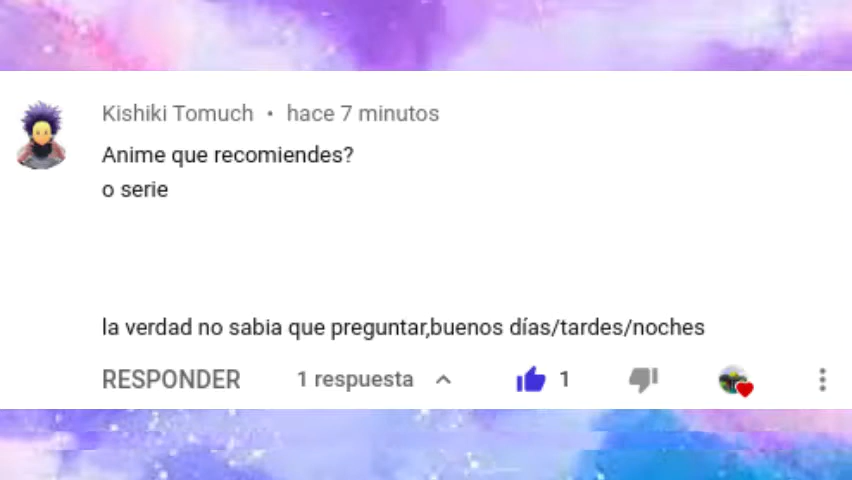 Kishiki Tomuch • hace 7 minutos
Anime que recomiendes?
o serie
la verdad no sabia que preguntar,buenos días/tardes/noches
RESPONDER 1 respuesta 1